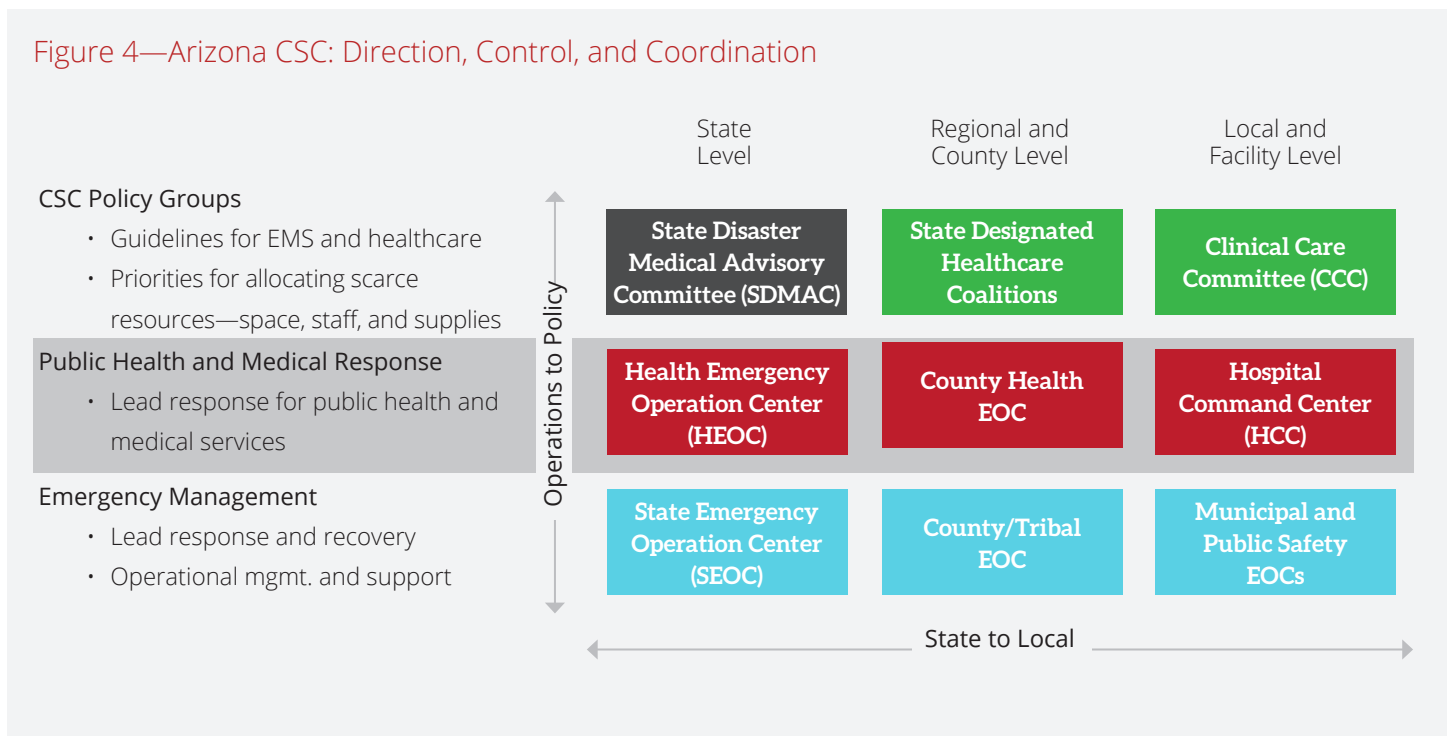 Figure 4—Arizona CSC: Direction, Control, and Coordination
State
Level
Regional and
County Level
Local and
Facility Level
CSC Policy Groups
• Guidelines for EMS and healthcare
• Priorities for allocating scarce
resources—space, staff, and supplies
State Disaster
Medical Advisory
Committee (SDMAC)
State Designated
Healthcare
Coalitions
Clinical Care
Committee (CCC)
Public Health and Medical Response
• Lead response for public health and
medical services
Health Emergency
Operation Center
(HEOC)
County Health
EOC
Hospital
Command Center
(HCC)
Emergency Management
• Lead response and recovery
• Operational mgmt. and support
State Emergency
Operation Center
(SEOC)
County/Tribal
EOC
Municipal and
Public Safety
EOCs
Operations to Policy
State to Local